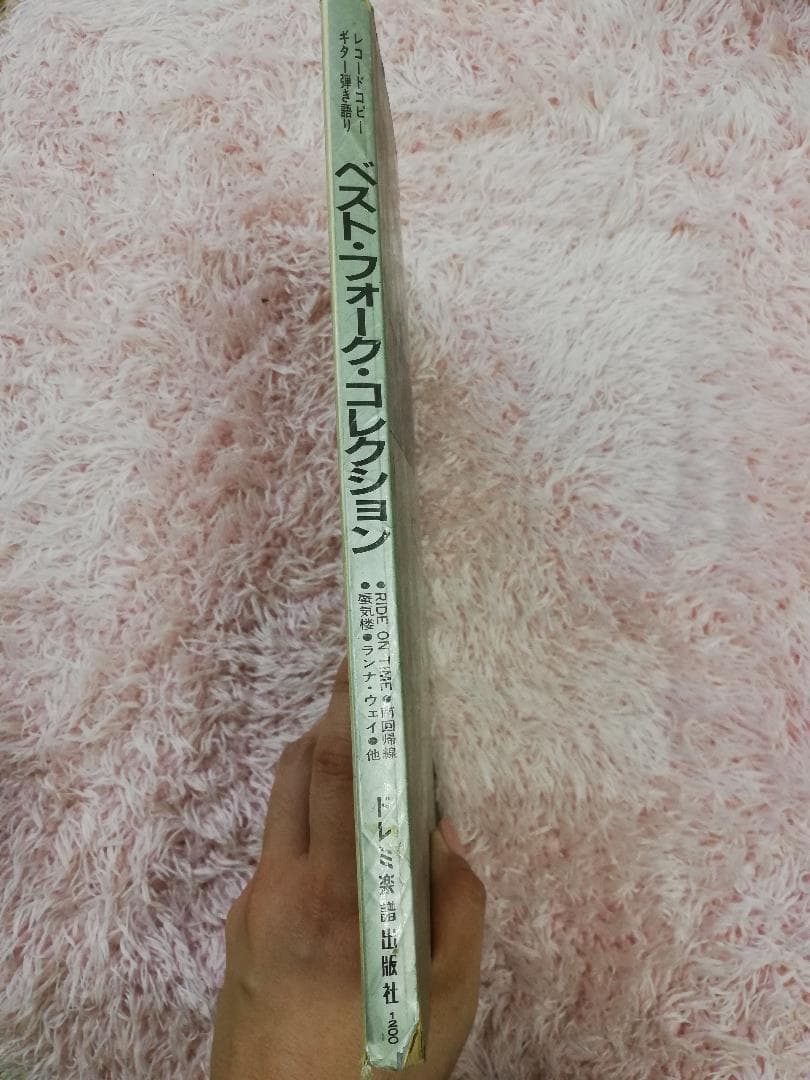 レコードコピー
ギター弾き語り
ベスト・フォーク・コレクション
●RIDE ON TIME●南回帰線
●蜃気楼●ランナ・ウェイ●他
ドレミ楽譜出版社
1200